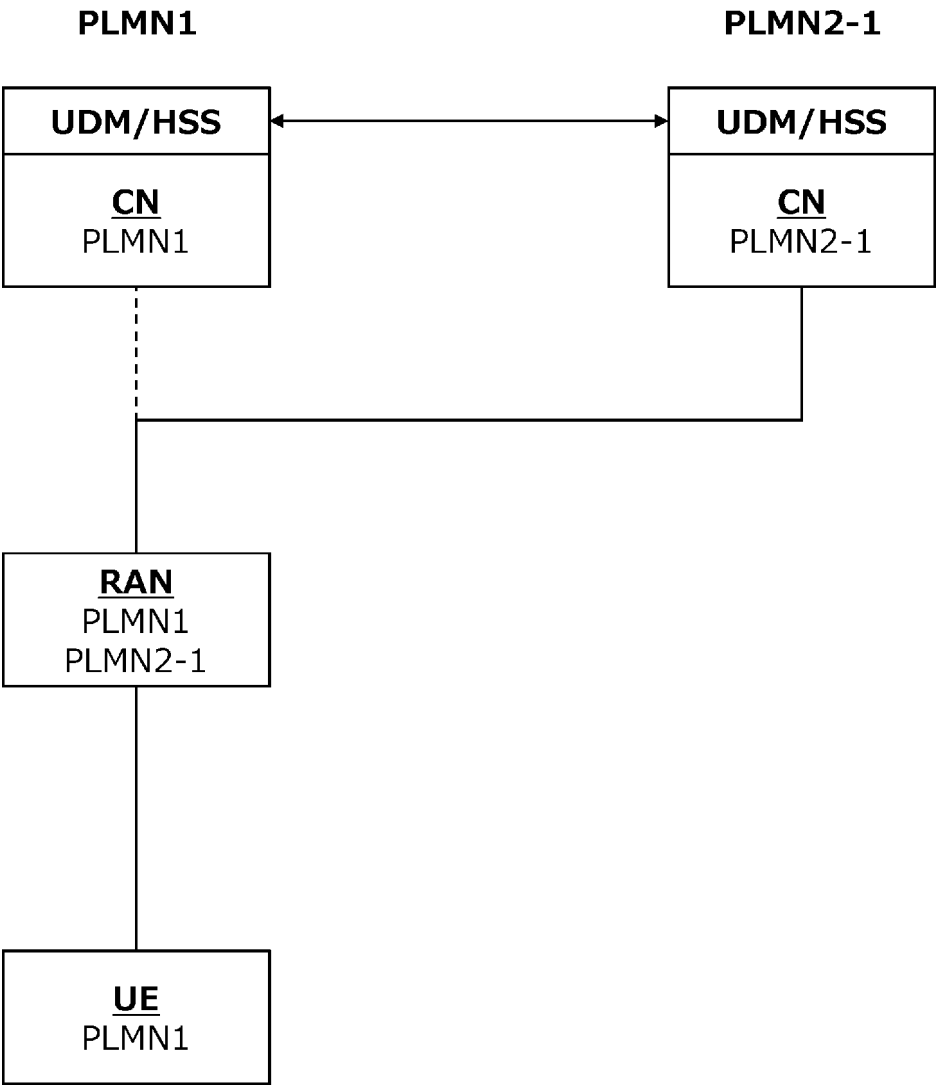 PLMN1
PLMN2-1
UDM/HSS
UDM/HSS
CN
PLMN1
CN
PLMN2-1
RAN
PLMN1
PLMN2-1
UE
PLMN1